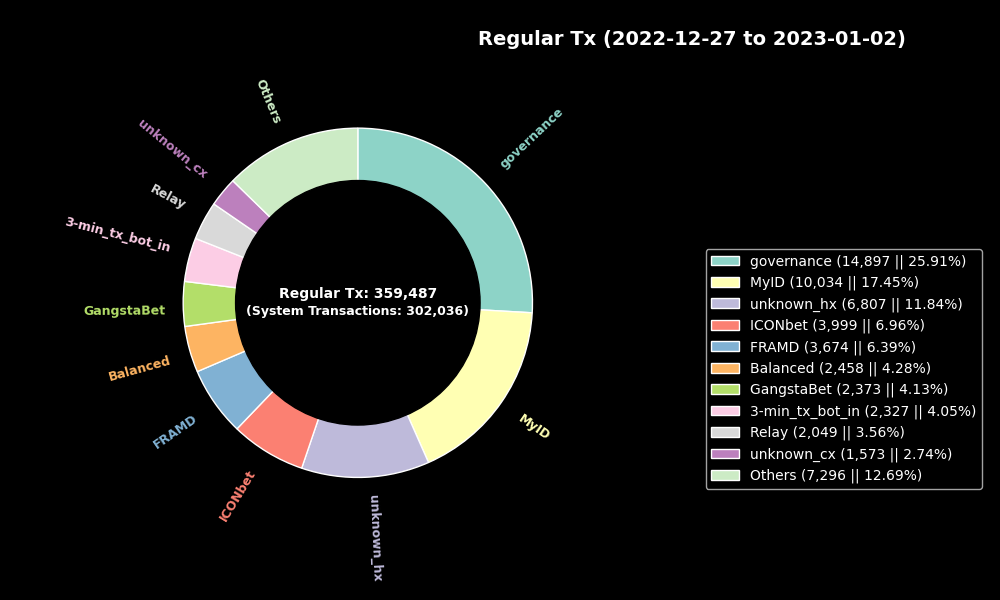 Regular Tx (2022-12-27 to 2023-01-02)
Others
governance
unknown_cx
Relay
3-min_tx_bot_in
GangstaBet
Balanced
FRAMD
ICONbet
unknown_hx
MyID
Regular Tx: 359,487
(System Transactions: 302,036)
governance (14,897 || 25.91%)
MyID (10,034 || 17.45%)
unknown_hx (6,807 || 11.84%)
ICONbet (3,999 || 6.96%)
FRAMD (3,674 || 6.39%)
Balanced (2,458 || 4.28%)
GangstaBet (2,373 || 4.13%)
3-min_tx_bot_in (2,327 || 4.05%)
Relay (2,049 || 3.56%)
unknown_cx (1,573 || 2.74%)
Others (7,296 || 12.69%)